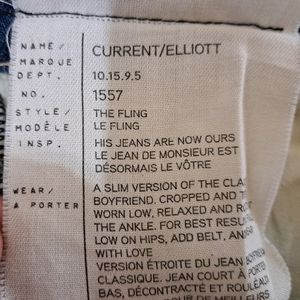 NAME/ CURRENT/ELLIOTT
MARQUE
DEPT. 10.15.9.5
NO. 1557
STYLE/ THE FLING
MODÈLE LE FLING
INSP. HIS JEANS ARE NOW OURS
LE JEAN DE MONSIEUR EST
DÉSORMAIS LE VÔTRE
WEAR/ A SLIM VERSION OF THE
À PORTER BOYFRIEND. CROPPED AND
WORN LOW, RELAXED AND
THE ANKLE. FOR BEST
LOW ON HIPS, ADD BELT,
WITH LOVE
VERSION ÉTROITE DU JEAN
CLASSIQUE. JEAN COURT À
BAS, DÉCONTRACTÉ ET